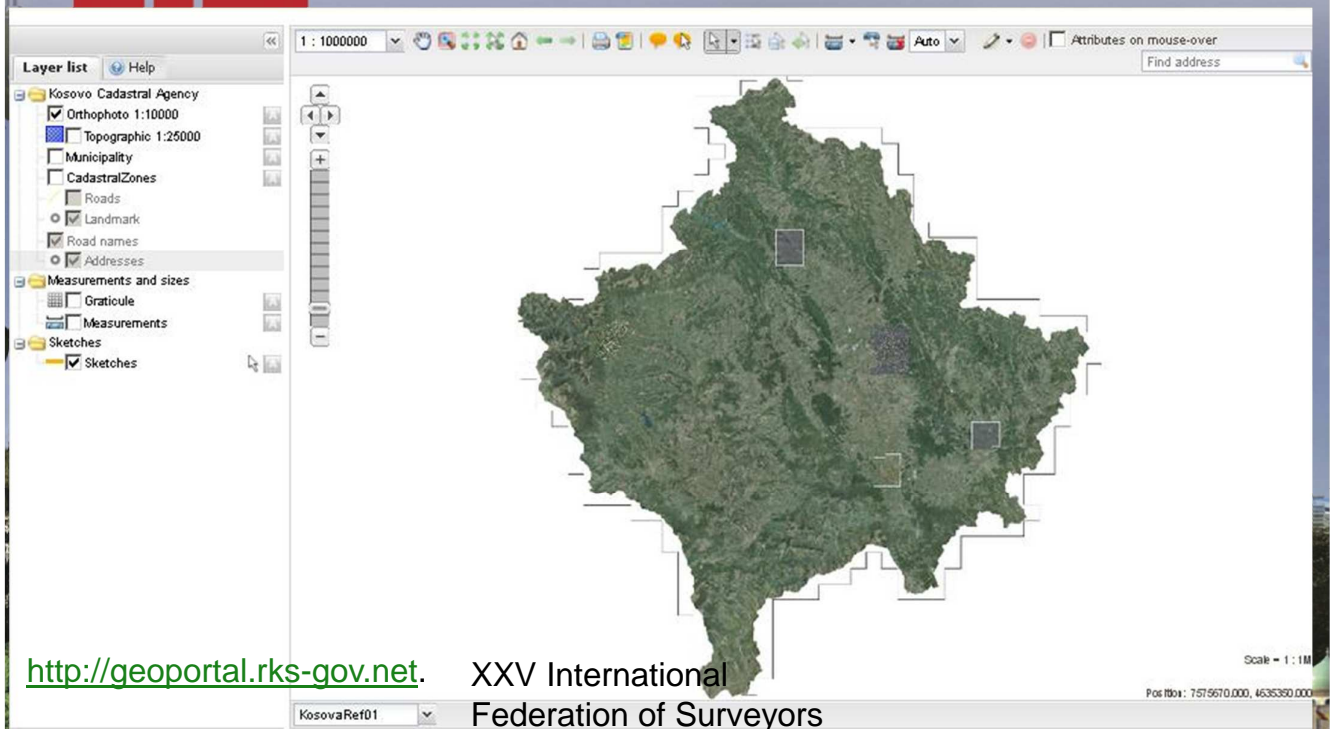 1 : 1000000
Auto
Attributes on mouse-over
Find address
Layer list
Help
Kosovo Cadastral Agency
Orthophoto 1:10000
Topographic 1:25000
Municipality
CadastralZones
Roads
Landmark
Road names
Addresses
Measurements and sizes
Graticule
Measurements
Sketches
Sketches
Scale = 1 : 1M
Position: 7575670.000, 4635350.000
http://geoportal.rks-gov.net.
XXV International
Federation of Surveyors
KosovaRef01